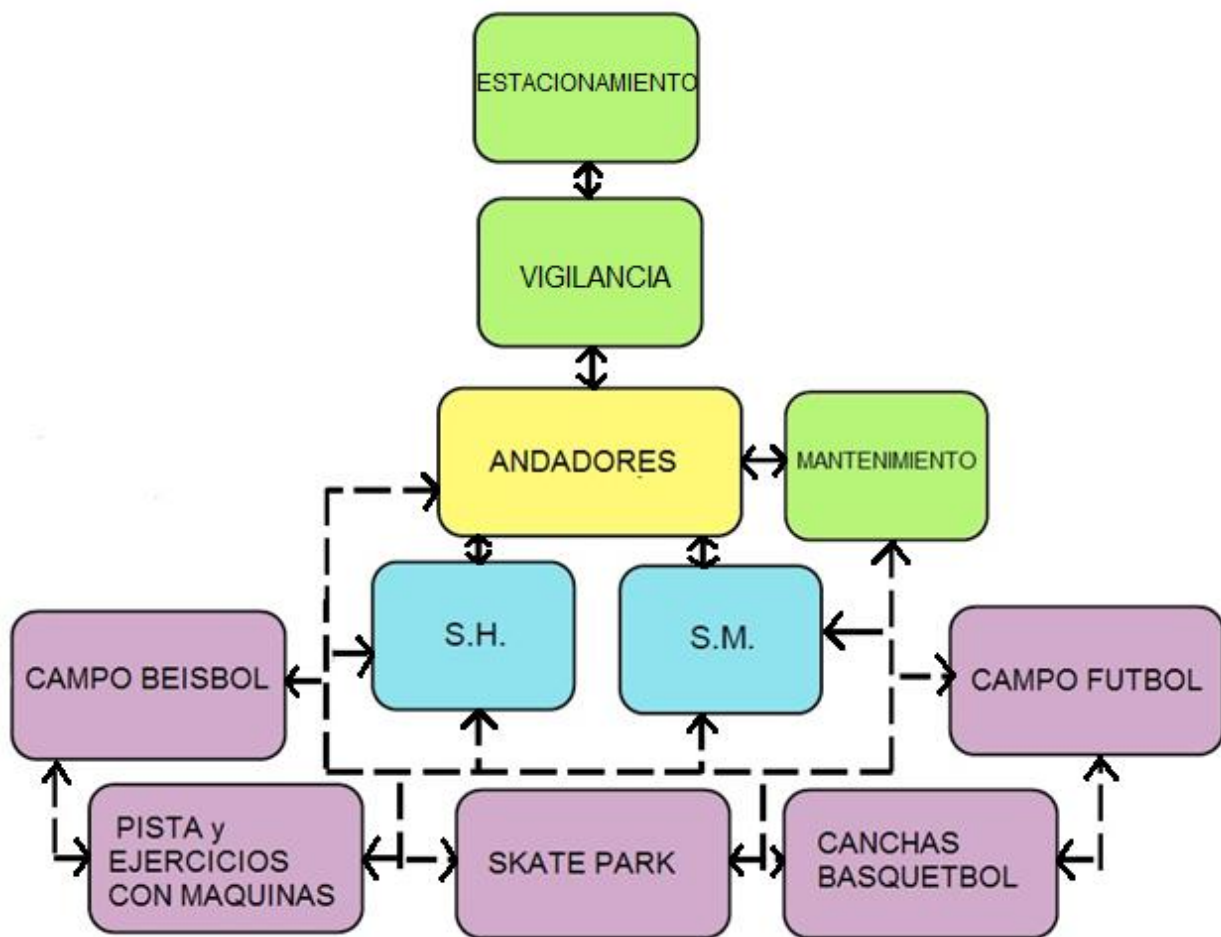 ESTACIONAMIENTO
VIGILANCIA
ANDADORES
MANTENIMIENTO
S.H.
S.M.
CAMPO BEISBOL
CAMPO FUTBOL
PISTA y
EJERCICIOS
CON MAQUINAS
SKATE PARK
CANCHAS
BASQUETBOL